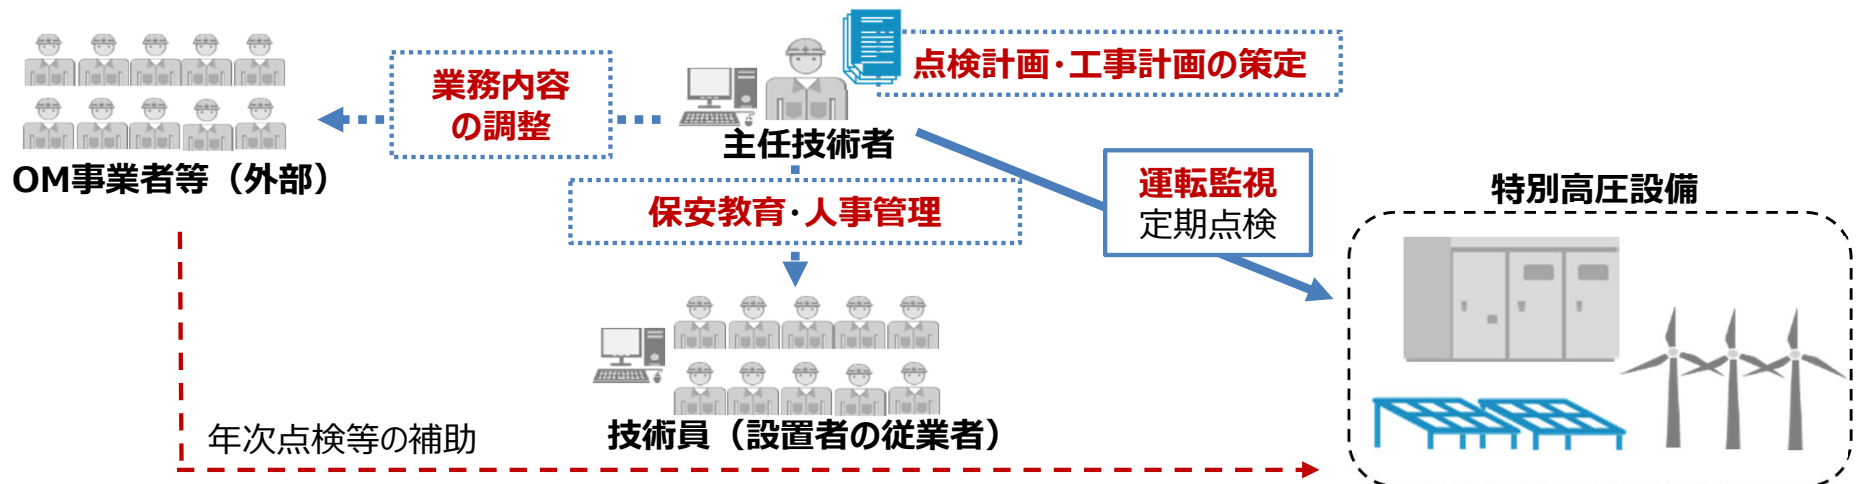 点検計画・工事計画の策定
業務内容
の調整
主任技術者
OM事業者等（外部）
保安教育・人事管理
運転監視
定期点検
特別高圧設備
技術員（設置者の従業者）
年次点検等の補助